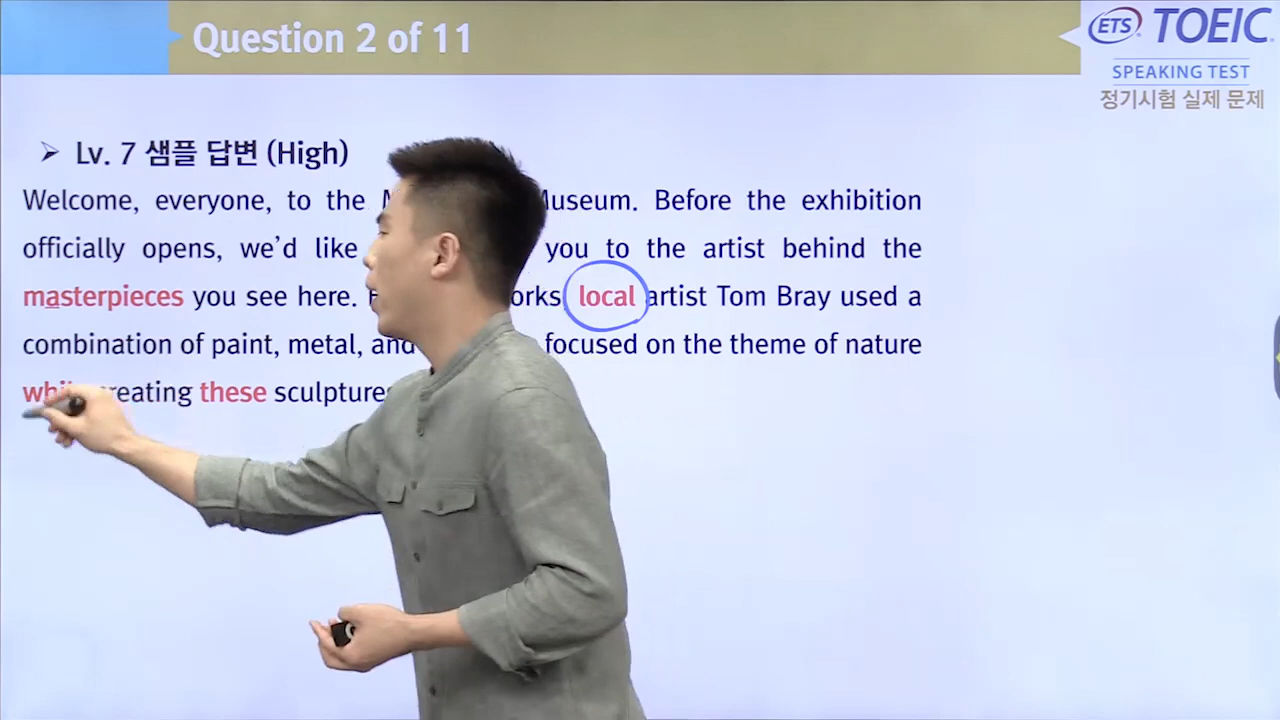 Question 2 of 11
ETS TOEIC
SPEAKING TEST
정기시험 실제 문제
Lv. 7 샘플 답변 (High)
Welcome, everyone, to the Museum. Before the exhibition
officially opens, we'd like you to the artist behind the
masterpieces you see here. local artist Tom Bray used a
combination of paint, metal, and focused on the theme of nature
creating these sculptures